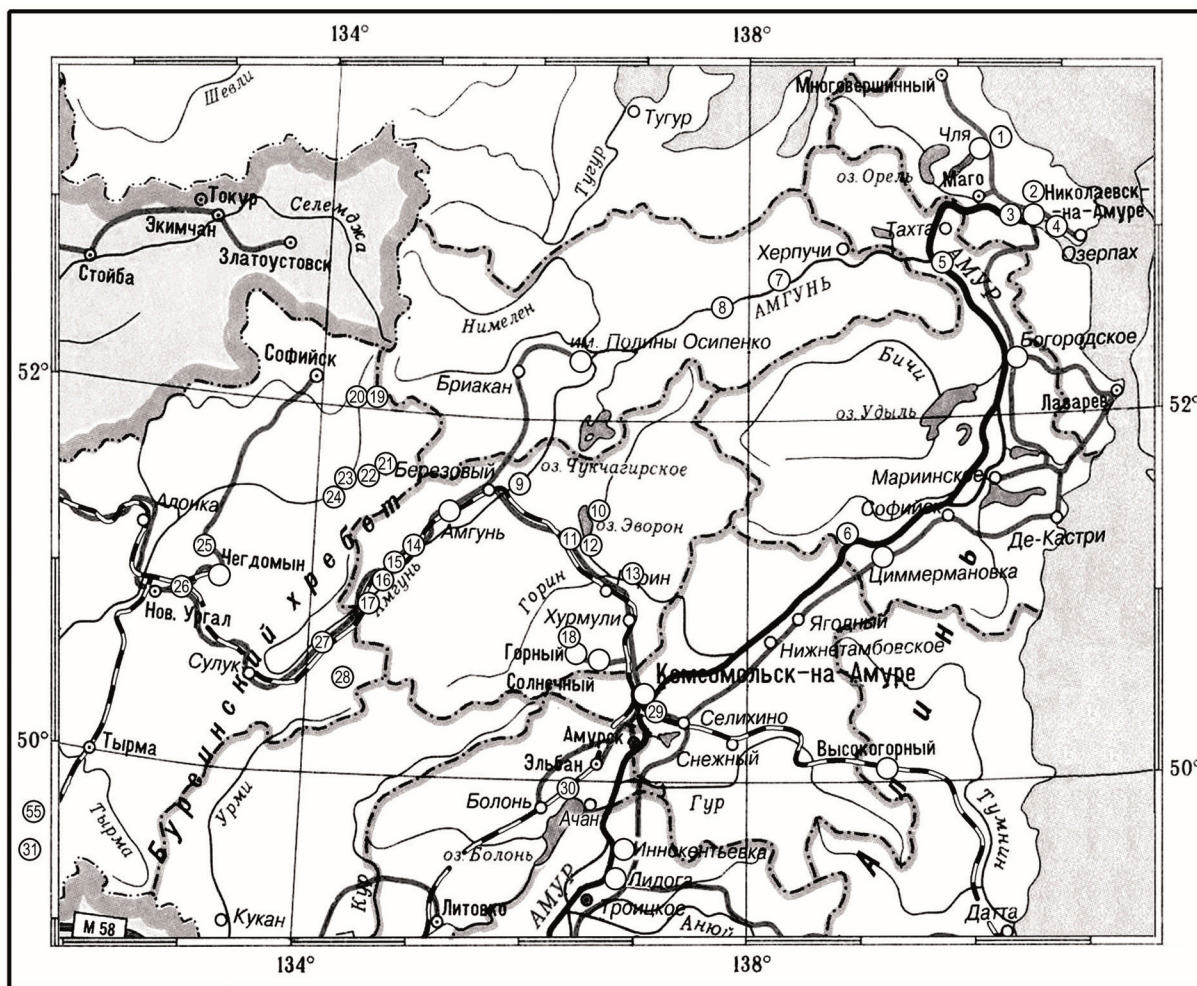 134°
138°
Шевли
Многовершинный
Тугур
Чля
1
Тугур
оз. Орель
Маго
2
Николаевск-
-на-Амуре
Токур
Селемджа
3
4
Экимчан
Тахта
Озерпах
Стойба
Златоустовск
Херпучи
5
АМУР
7
АМГУНЬ
8
Нимелен
им. Полины Осипенко
Богородское
Софийск
Бичи
52°
Бриакан
20
19
оз. Удыль
Лазарев
52°
21
Березовый
23
22
оз. Чукчагирское
Мариинское
24
9
10
Софийск
Алонка
Амгунь
оз. Эворон
Де-Кастри
25
14
11
12
6
Негдомын
15
13
Горин
Циммермановка
26
16
Амгунь
Горин
Нов. Ургал
17
Хурмули
Ягодный
27
18
Нижнетамбовское
Сулук
28
Горный
Солнечный
Комсомольск-на Амуре
29
Селихино
50°
Тырма
Амурск
Снежный
Высокогорный
50°
Эльбан
30
Урми
Болонь
Ачан
Гур
55
Тырма
Тумнин
31
оз. Болонь
Иннокентьевка
Буреинский хребет
Лидога
Сихотэ-Алинь
АМУР
Кур
Троицкое
Кукан
Литовко
Анюй
Датта
М 58
134°
138°